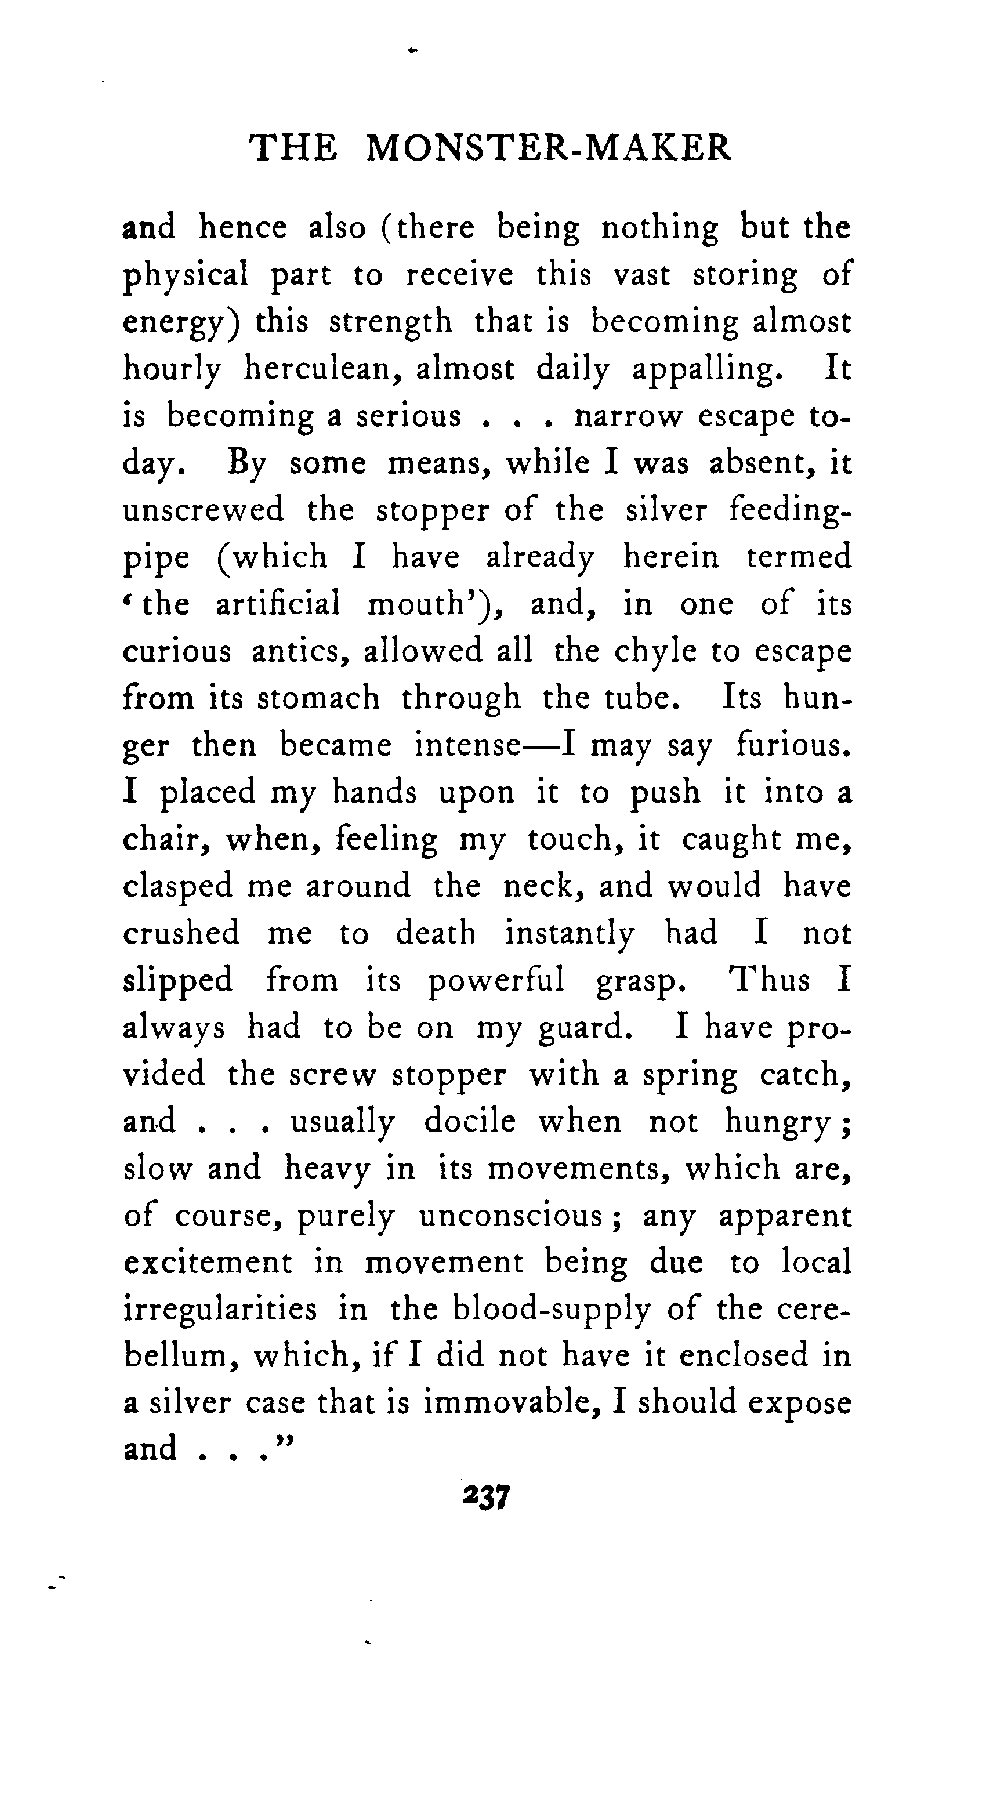 THE MONSTER-MAKER
and hence also (there being nothing but the
physical part to receive this vast storing of
energy) this strength that is becoming almost
hourly herculean, almost daily appalling. It
is becoming a serious . . . narrow escape to-
day. By some means, while I was absent, it
unscrewed the stopper of the silver feeding-
pipe (which I have already herein termed
‘the artificial mouth’), and, in one of its
curious antics, allowed all the chyle to escape
from its stomach through the tube. Its hun-
ger then became intense—I may say furious.
I placed my hands upon it to push it into a
chair, when, feeling my touch, it caught me,
clasped me around the neck, and would have
crushed me to death instantly had I not
slipped from its powerful grasp. Thus I
always had to be on my guard. I have pro-
vided the screw stopper with a spring catch,
and . . . usually docile when not hungry ;
slow and heavy in its movements, which are,
of course, purely unconscious ; any apparent
excitement in movement being due to local
irregularities in the blood-supply of the cere-
bellum, which, if I did not have it enclosed in
a silver case that is immovable, I should expose
and . . .”
237